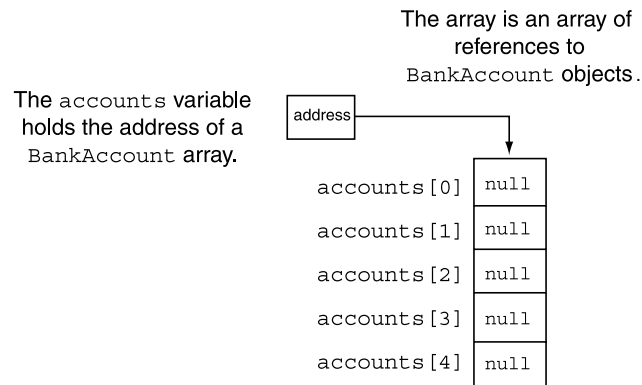 The array is an array of
references to
BankAccount objects.
The accounts variable
holds the address of a
BankAccount array.
address
accounts[0] null
accounts[1] null
accounts[2] null
accounts[3] null
accounts[4] null